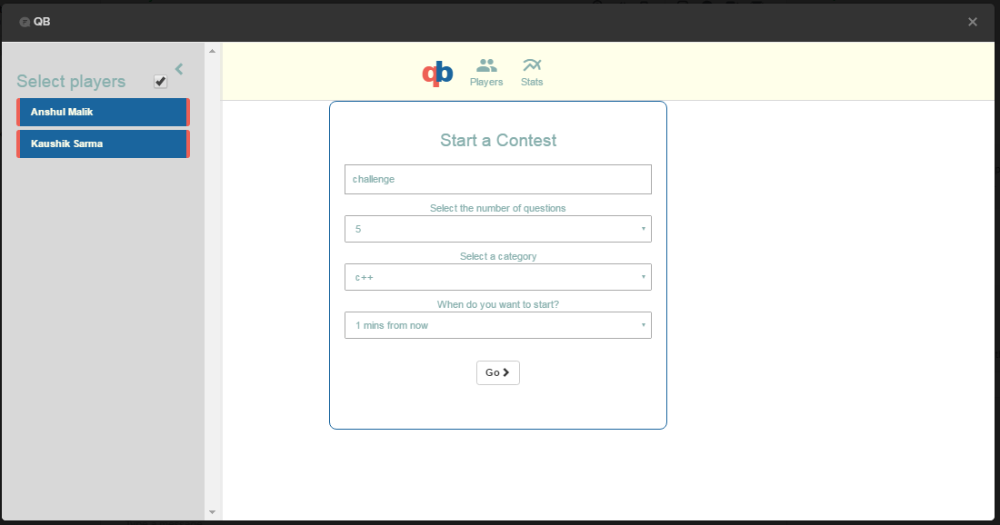 QB
Select players
Anshul Malik
Kaushik Sarma
qb
Players
Stats
Start a Contest
challenge
Select the number of questions
5
Select a category
c++
When do you want to start?
1 mins from now
Go